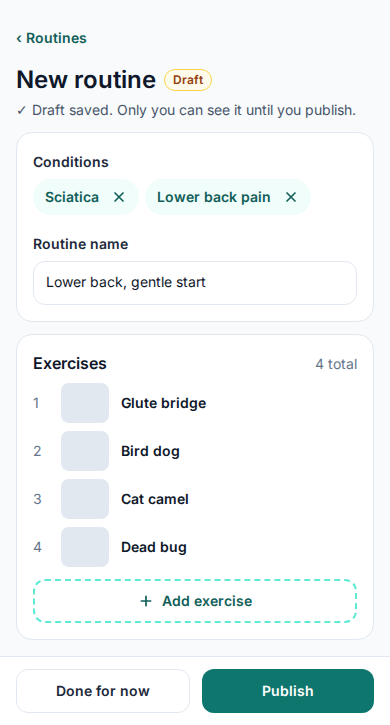 ‹ Routines
New routine Draft
✓ Draft saved. Only you can see it until you publish.
Conditions
Sciatica ✕ Lower back pain ✕
Routine name
Lower back, gentle start
Exercises 4 total
1 Glute bridge
2 Bird dog
3 Cat camel
4 Dead bug
+ Add exercise
Done for now Publish